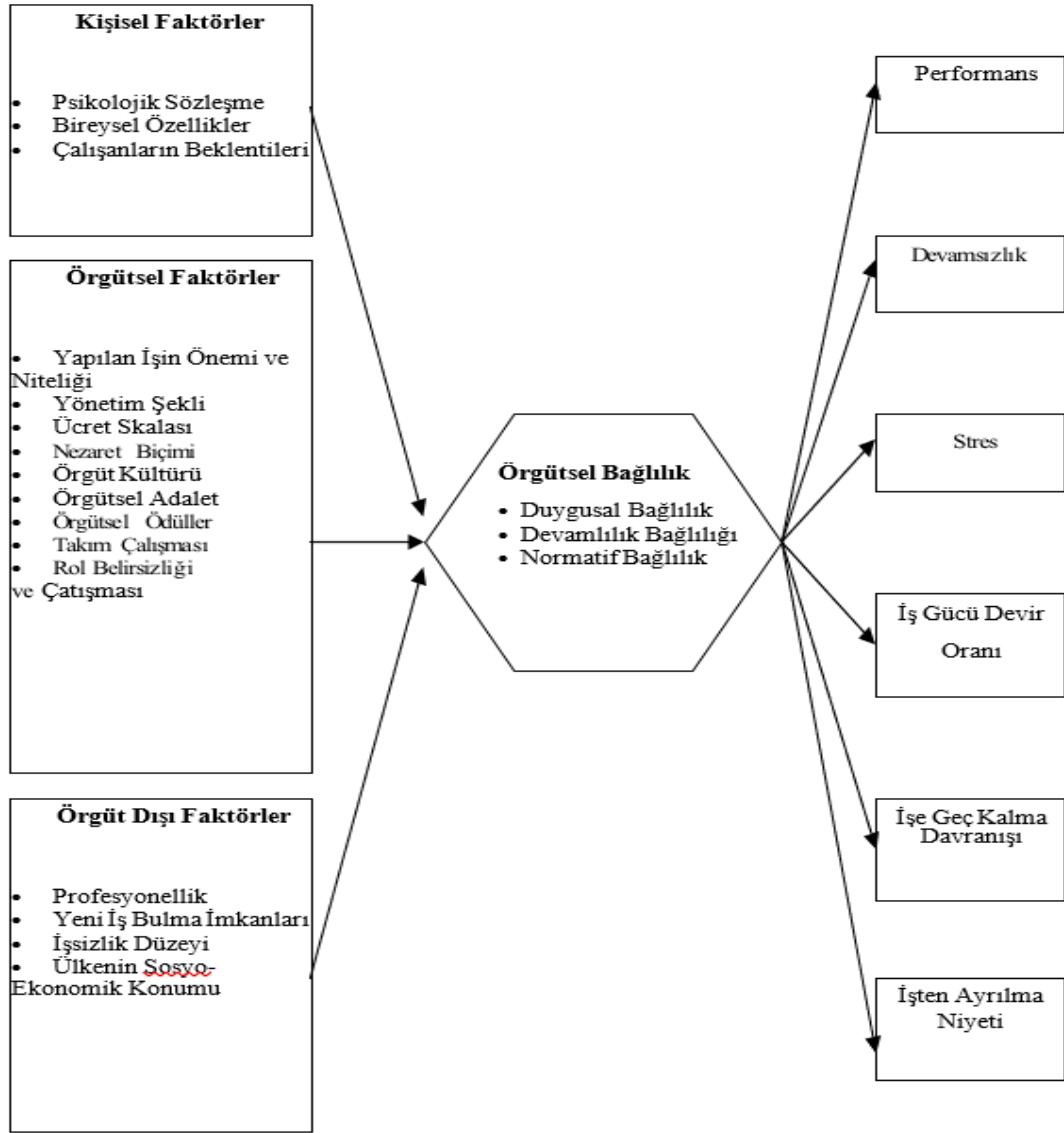 Kişisel Faktörler
• Psikolojik Sözleşme
• Bireysel Özellikler
• Çalışanların Beklentileri
Örgütsel Faktörler
• Yapılan İşin Önemi ve
Niteliği
• Yönetim Şekli
• Ücret Skalası
• Nezaret Biçimi
• Örgüt Kültürü
• Örgütsel Adalet
• Örgütsel Ödüller
• Takım Çalışması
• Rol Belirsizliği
ve Çatışması
Örgüt Dışı Faktörler
• Profesyonellik
• Yeni İş Bulma İmkanları
• İşsizlik Düzeyi
• Ülkenin Sosyo-
Ekonomik Konumu
Örgütsel Bağlılık
• Duygusal Bağlılık
• Devamlılık Bağlılığı
• Normatif Bağlılık
Performans
Devamsızlık
Stres
İş Gücü Devir
Oranı
İşe Geç Kalma
Davranışı
İşten Ayrılma
Niyeti